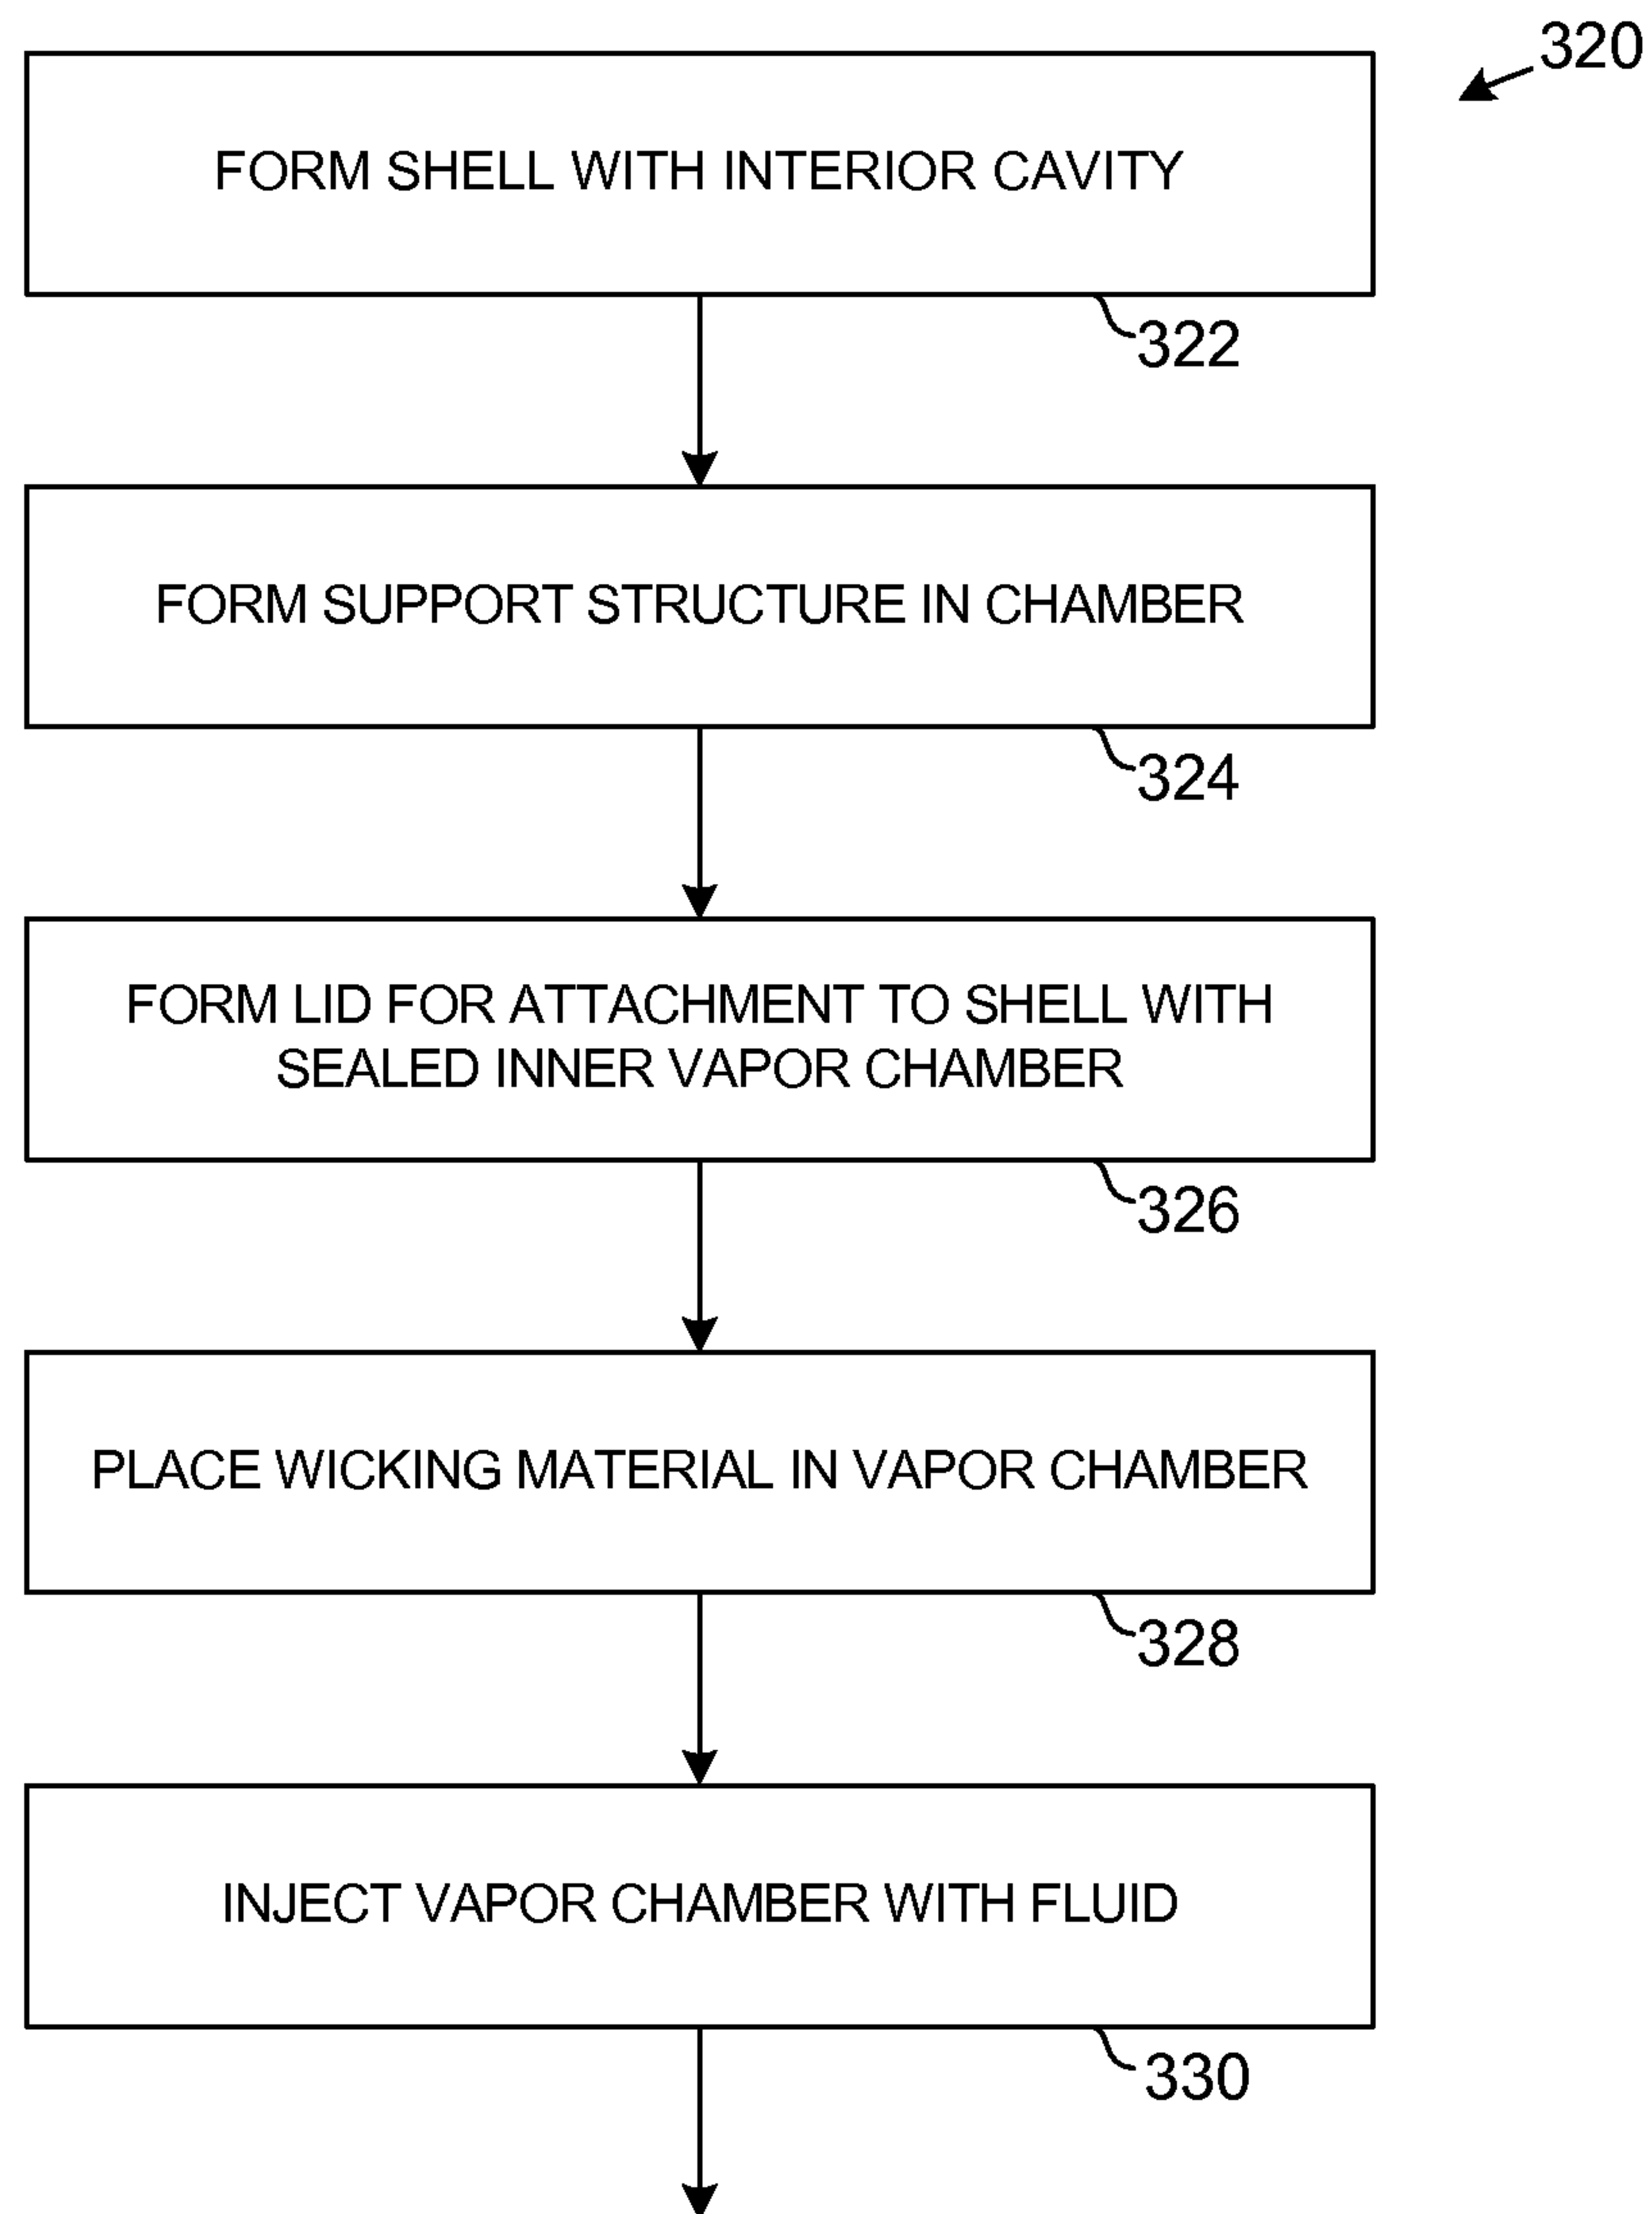 320
FORM SHELL WITH INTERIOR CAVITY
322
FORM SUPPORT STRUCTURE IN CHAMBER
324
FORM LID FOR ATTACHMENT TO SHELL WITH
SEALED INNER VAPOR CHAMBER
326
PLACE WICKING MATERIAL IN VAPOR CHAMBER
328
INJECT VAPOR CHAMBER WITH FLUID
330